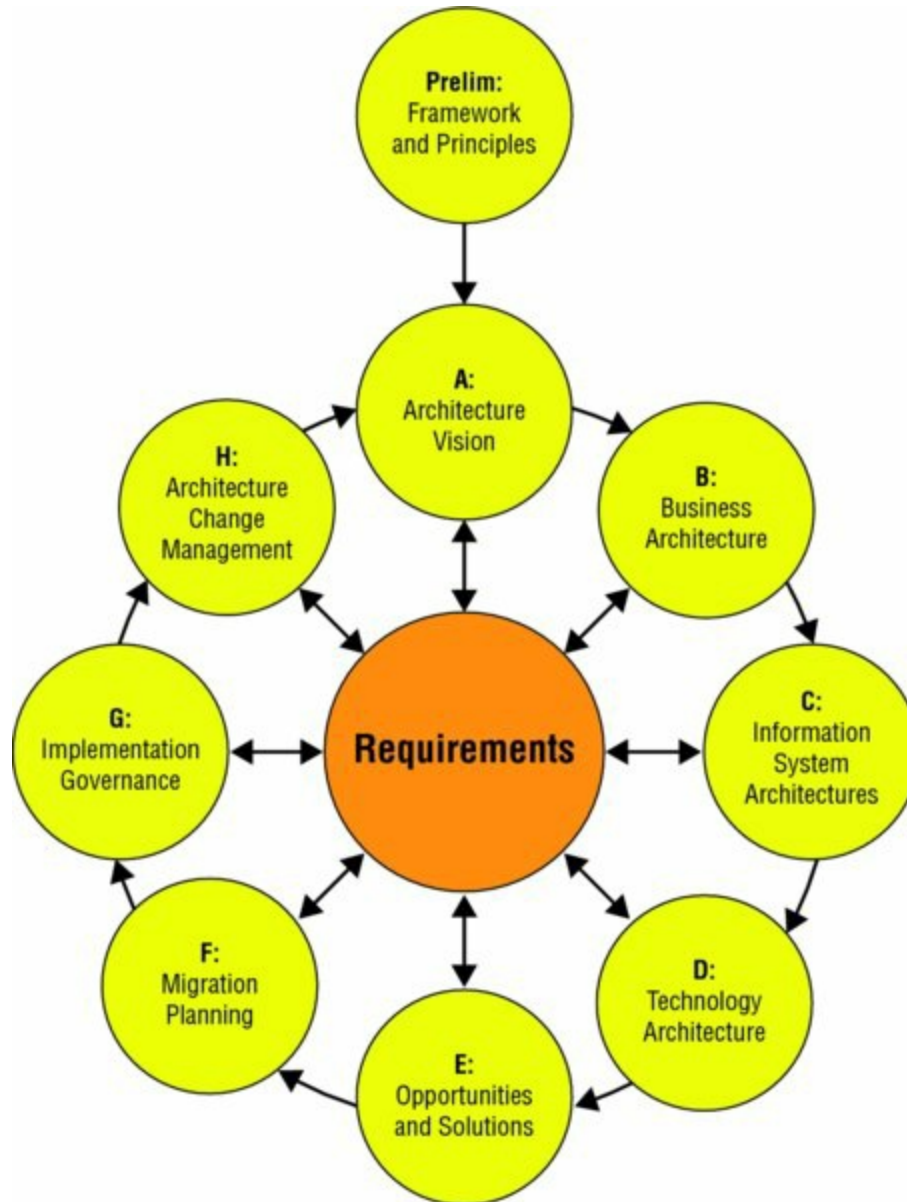 Prelim:
Framework
and Principles
A:
Architecture
Vision
H:
Architecture
Change
Management
B:
Business
Architecture
G:
Implementation
Governance
Requirements
C:
Information
System
Architectures
F:
Migration
Planning
D:
Technology
Architecture
E:
Opportunities
and Solutions